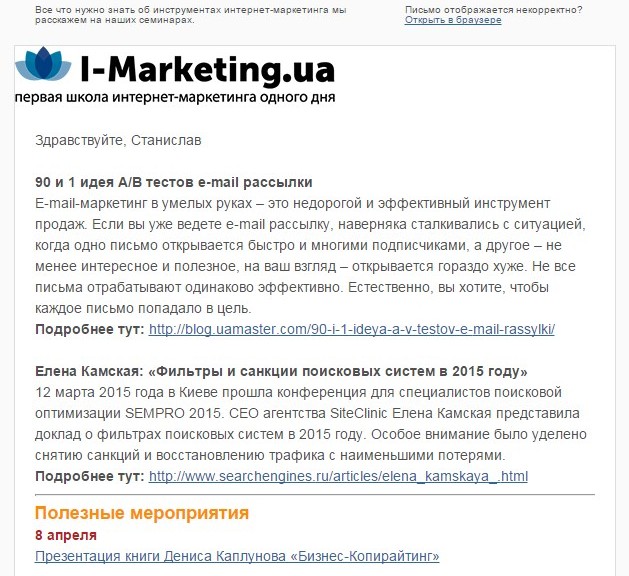 Все что нужно знать об инструментах интернет-маркетинга мы
расскажем на наших семинарах.
Письмо отображается некорректно?
Открыть в браузере
I-Marketing.ua
первая школа интернет-маркетинга одного дня
Здравствуйте, Станислав
90 и 1 идея A/B тестов e-mail рассылки
E-mail-маркетинг в умелых руках – это недорогой и эффективный инструмент
продаж. Если вы уже ведете e-mail рассылку, наверняка сталкивались с ситуацией,
когда одно письмо открывается быстро и многими подписчиками, а другое – не
менее интересное и полезное, на ваш взгляд – открывается гораздо хуже. Не все
письма отрабатывают одинаково эффективно. Естественно, вы хотите, чтобы
каждое письмо попадало в цель.
Подробнее тут: http://blog.uamaster.com/90-i-1-ideya-a-v-testov-e-mail-rassylki/
Елена Камская: «Фильтры и санкции поисковых систем в 2015 году»
12 марта 2015 года в Киеве прошла конференция для специалистов поисковой
оптимизации SEMPRO 2015. CEO агентства SiteClinic Елена Камская представила
доклад о фильтрах поисковых систем в 2015 году. Особое внимание было уделено
снятию санкций и восстановлению трафика с наименьшими потерями.
Подробнее тут: http://www.searchengines.ru/articles/elena_kamskaya_.html
Полезные мероприятия
8 апреля
Презентация книги Дениса Каплунова «Бизнес-Копирайтинг»